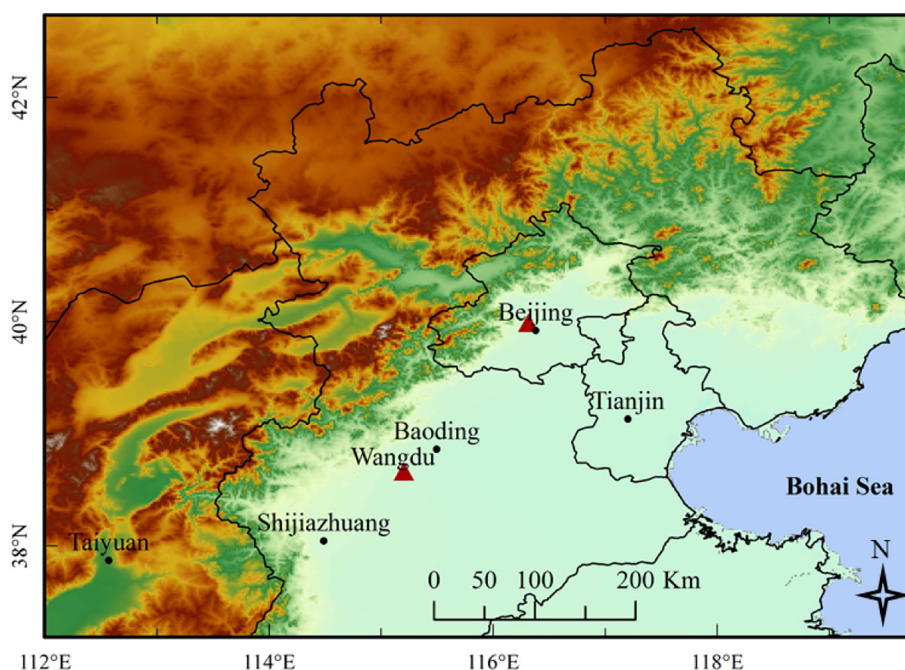 42°N
40°N
38°N
Beijing
Tianjin
Baoding
Wangdu
Shijiazhuang
Taiyuan
Bohai Sea
N
0 50 100 200 Km
112°E 114°E 116°E 118°E